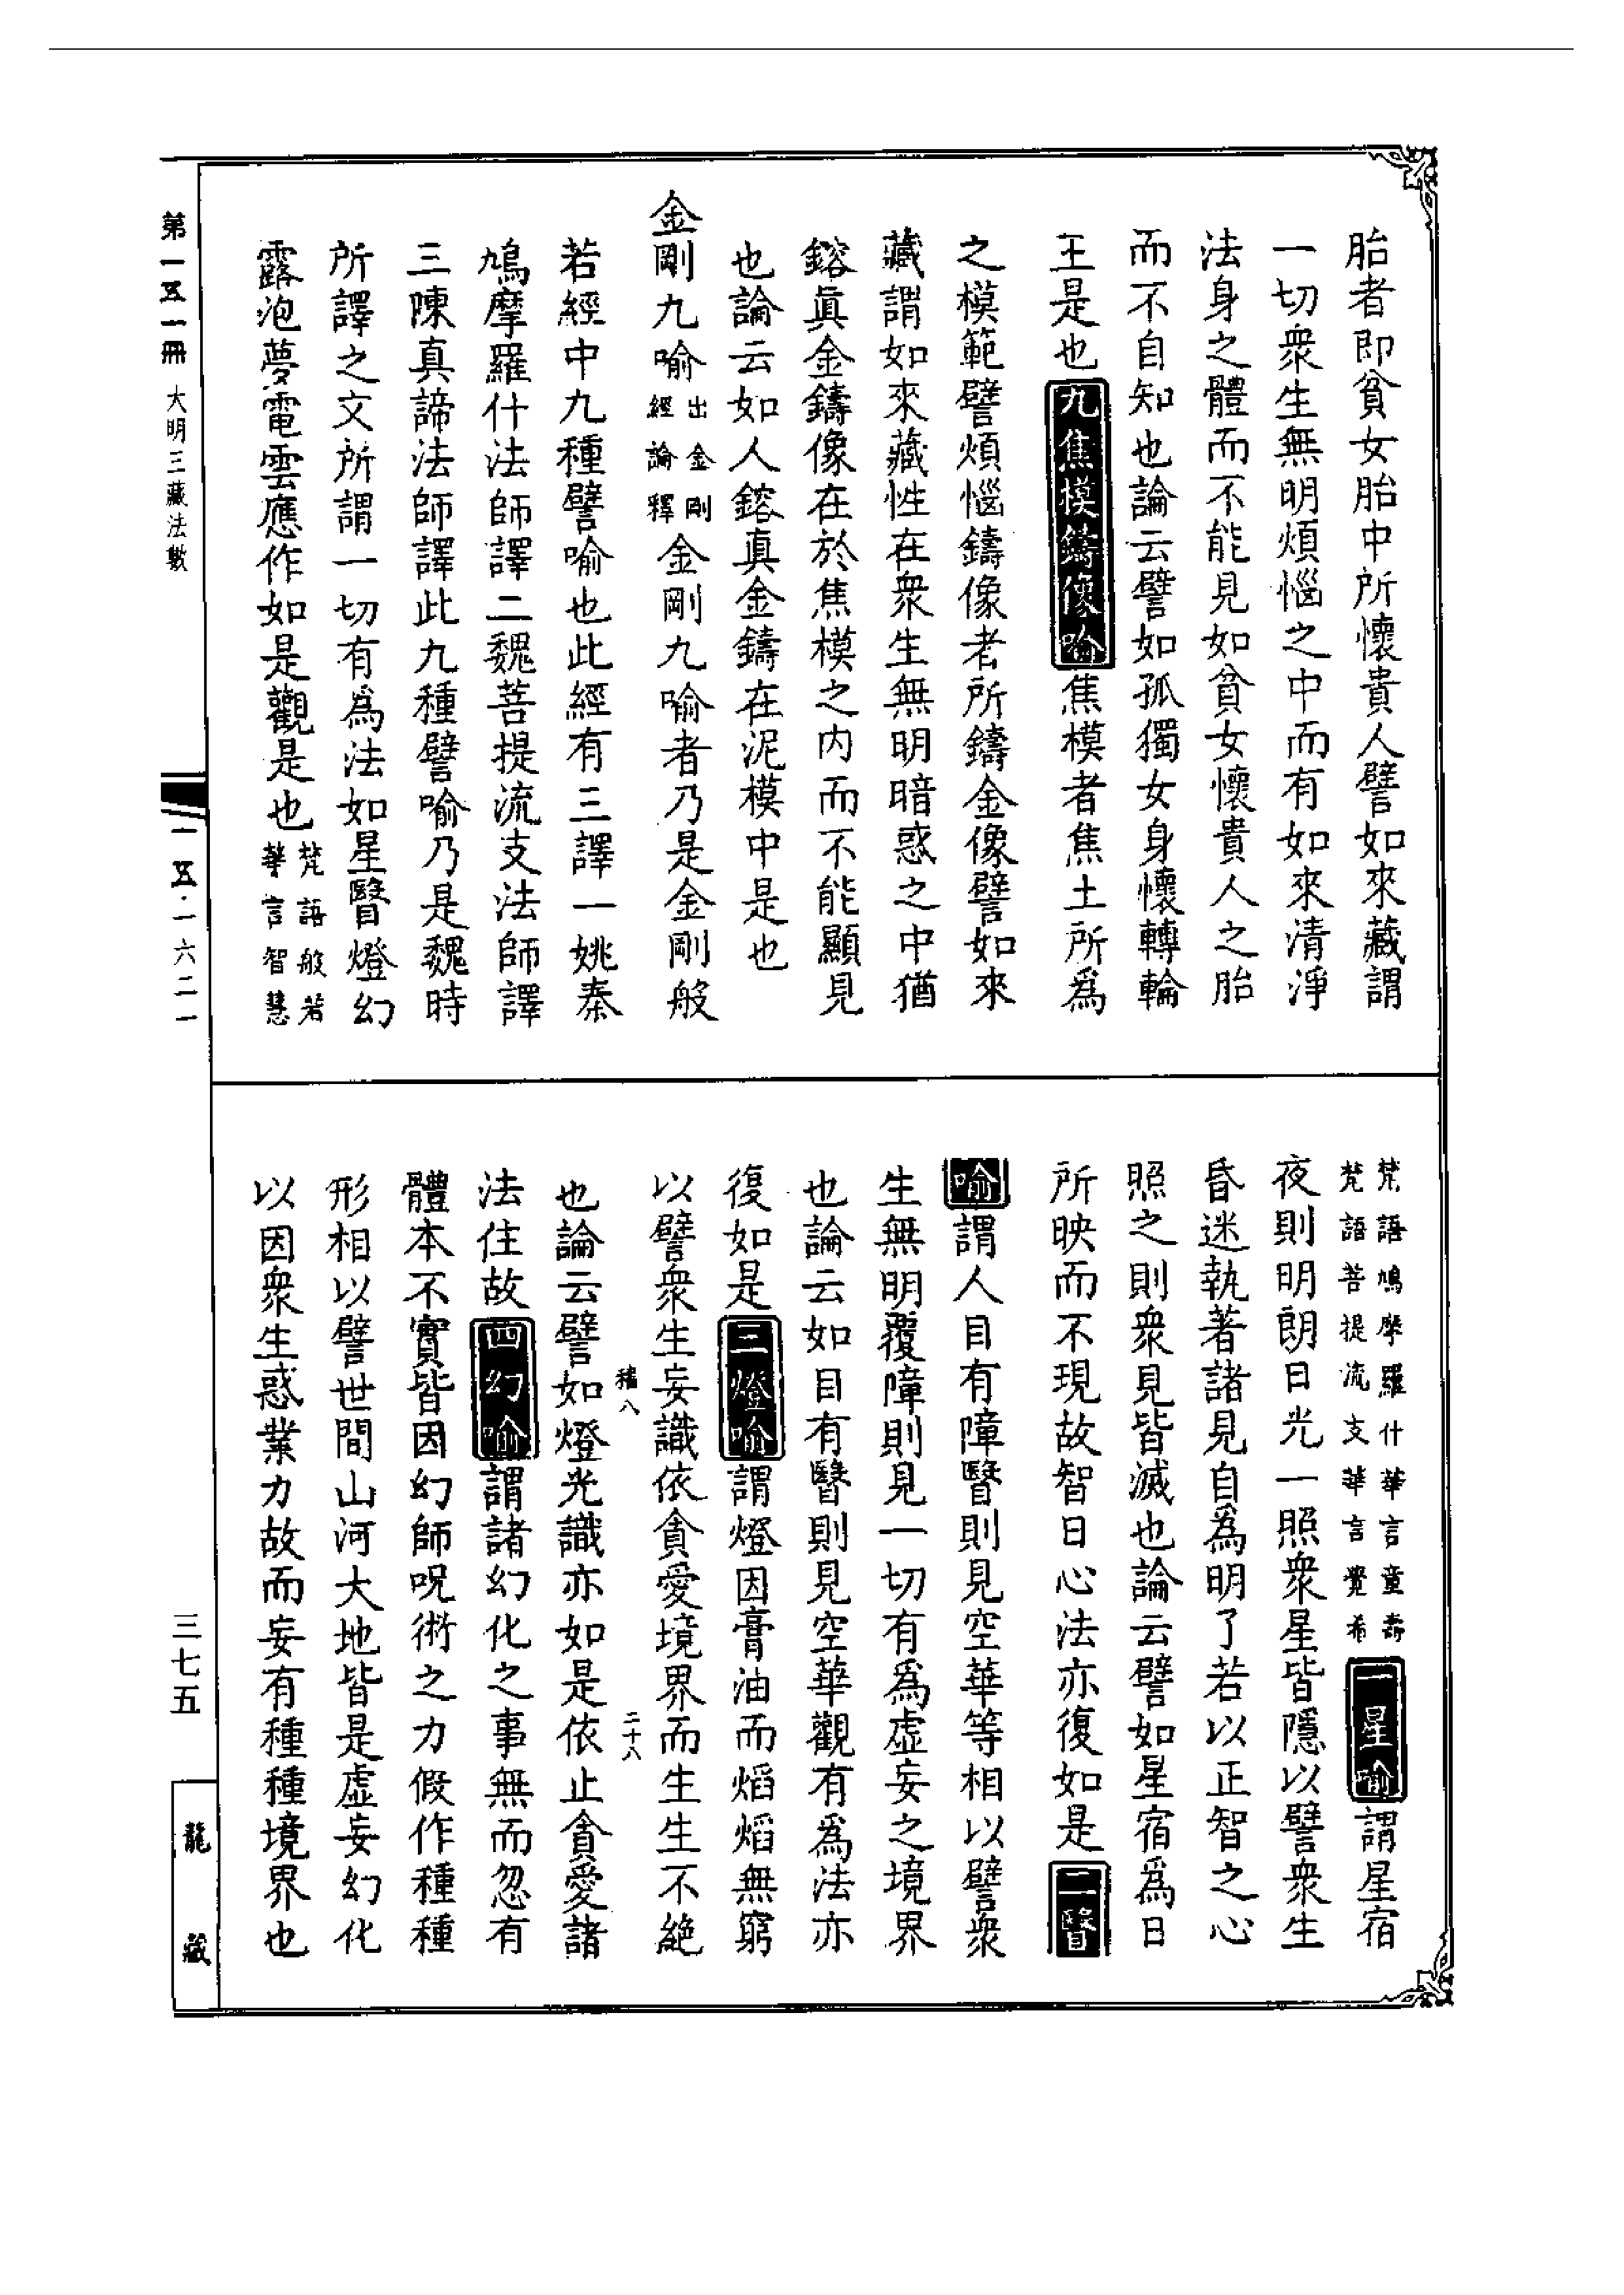 胎者即貧女胎中所懷貴人譬如來藏謂
一切衆生無明煩惱之中而有如來清淨
法身之體而不能見如貧女懷貴人之胎
而不自知也論云譬如孤獨女身懷轉輪
王是也九焦模鑄像喻焦模者焦土所爲
之模範譬煩惱鑄像者所鑄金像譬如來
藏謂如來藏性在衆生無明暗惑之中猶
鎔眞金鑄像在於焦模之内而不能顯見
也論云如人鎔真金鑄在泥模中是也
金剛九喻出金剛經論釋金剛九喻者乃是金剛般
若經中九種譬喻也此經有三譯一姚秦
鳩摩羅什法師譯二魏菩提流支法師譯
三陳真諦法師譯此九種譬喻乃是魏時
所譯之文所謂一切有爲法如星瞖燈幻
露泡夢電雲應作如是觀是也梵語般若華言智慧
梵語鳩摩羅什華言童壽梵語菩提流支華言覺希一星喻謂星宿
夜則明朗日光一照衆星皆隱以譬衆生
昏迷執著諸見自爲明了若以正智之心
照之則衆見皆滅也論云譬如星宿爲日
所映而不現故智日心法亦復如是二瞖
喻謂人目有障瞖則見空華等相以譬衆
生無明覆障則見一切有爲虛妄之境界
也論云如目有瞖則見空華觀有爲法亦
復如是三燈喻謂燈因膏油而熖熖無窮
以譬衆生妄識依貪愛境界而生生不絶
也論云譬如燈光識亦如是依止貪愛諸
法住故四幻喻謂諸幻化之事無而忽有
體本不實皆因幻師呪術之力假作種種
形相以譬世間山河大地皆是虛妄幻化
以因衆生惑業力故而妄有種種境界也
八
二十八
第一五一冊 大明三藏法數
一五·一六二一
三七五
龍藏